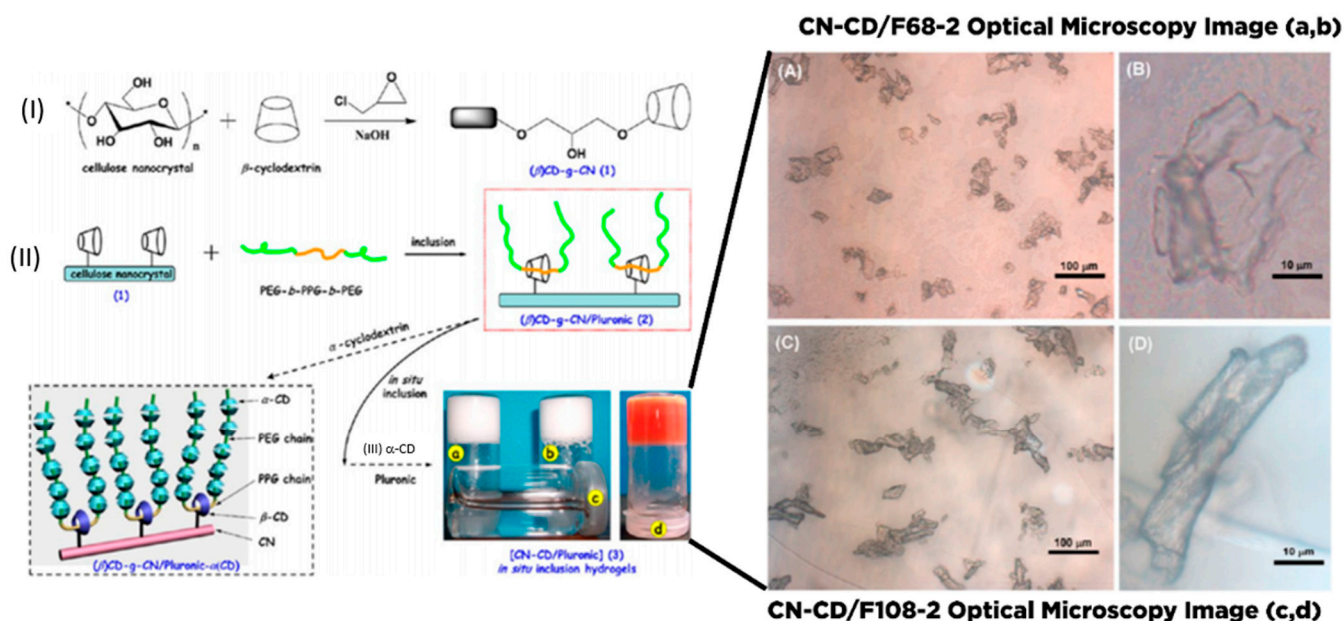 CN-CD/F68-2 Optical Microscopy Image (a,b)
(I)
OH
O
O
HO
OH
n
cellulose nanocrystal
+
β-cyclodextrin
Cl
O
NaOH
O
OH
O
(β)CD-g-CN (1)
(II)
cellulose nanocrystal
(1)
+
PEG-b-PPG-b-PEG
inclusion
(β)CD-g-CN/Pluronic (2)
α-cyclodextrin
in situ
inclusion
(III) α-CD
Pluronic
α-CD
PEG chain
PPG chain
β-CD
CN
(β)CD-g-CN/Pluronic-α(CD)
a
b
c
d
[CN-CD/Pluronic] (3)
in situ inclusion hydrogels
(A)
100 μm
(B)
10 μm
(C)
100 μm
(D)
10 μm
CN-CD/F108-2 Optical Microscopy Image (c,d)